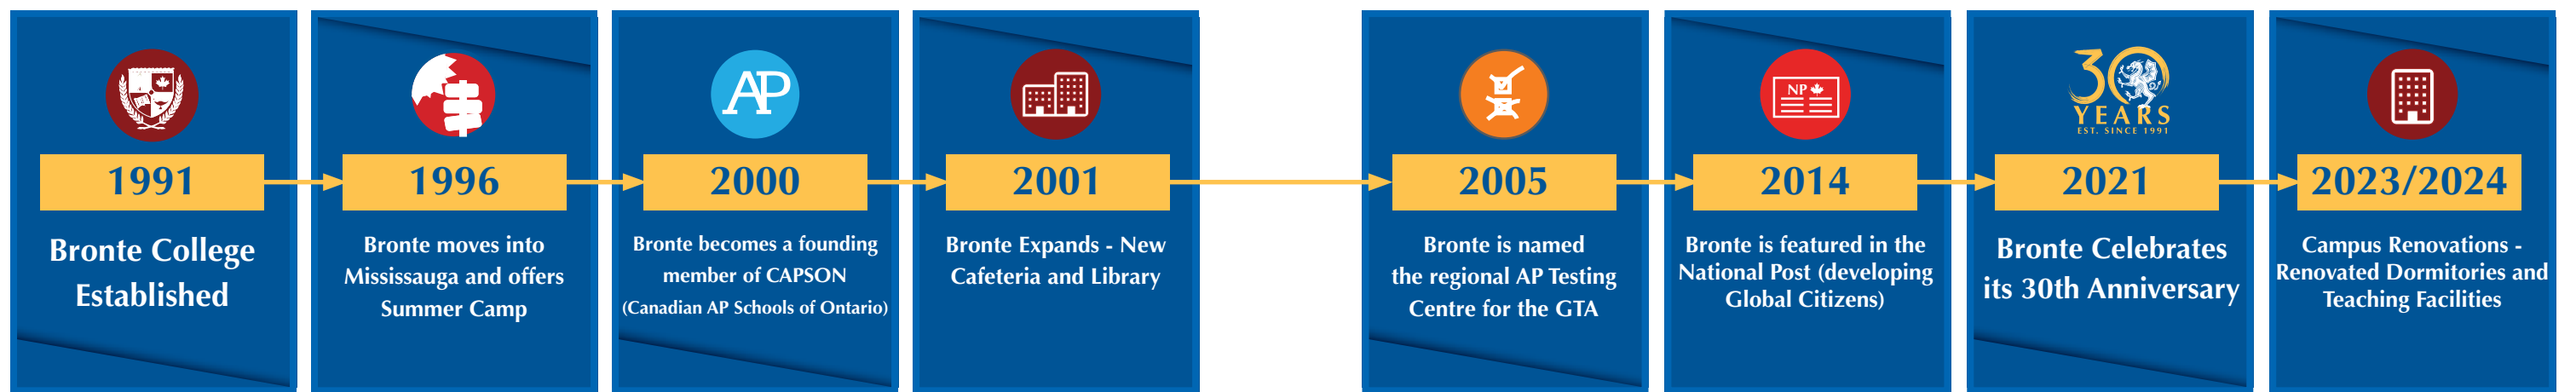 1991
Bronte College
Established
1996
Bronte moves into
Mississauga and offers
Summer Camp
AP
2000
Bronte becomes a founding
member of CAPSON
(Canadian AP Schools of Ontario)
2001
Bronte Expands - New
Cafeteria and Library
2005
Bronte is named
the regional AP Testing
Centre for the GTA
NP
2014
Bronte is featured in the
National Post (developing
Global Citizens)
30
YEARS
EST. SINCE 1991
2021
Bronte Celebrates
its 30th Anniversary
2023/2024
Campus Renovations -
Renovated Dormitories and
Teaching Facilities